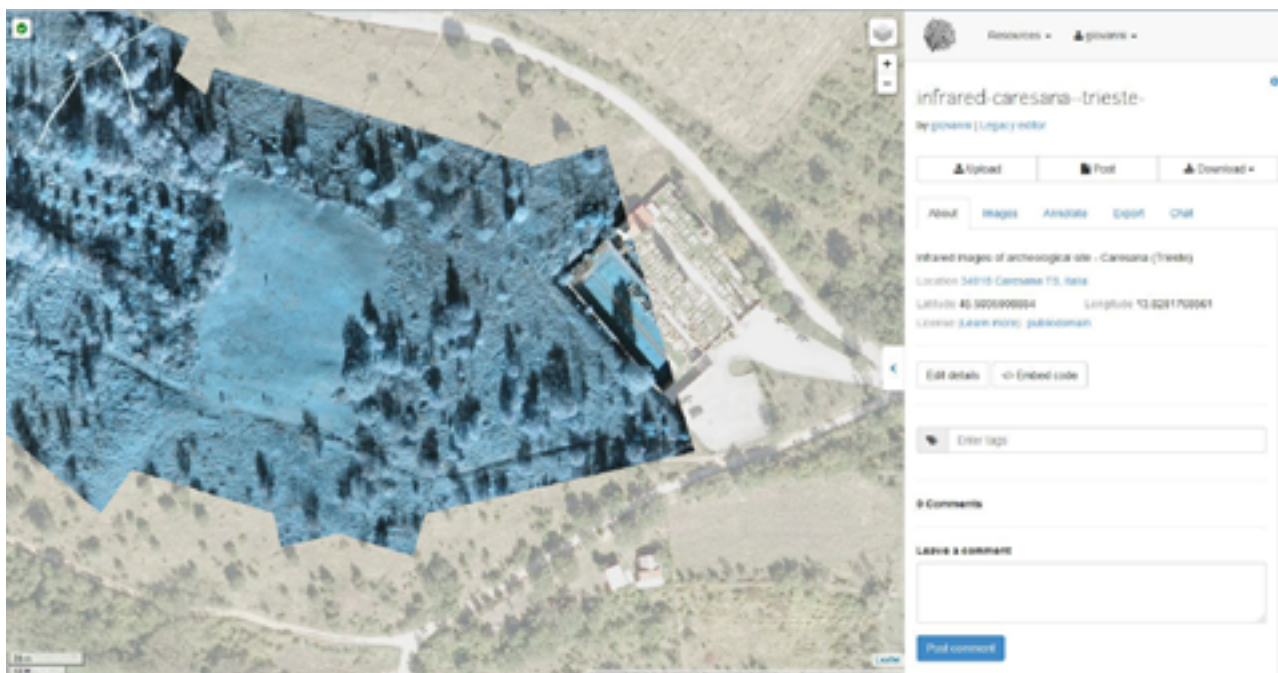 Resources
giovanni
+
−
infrared-caresana--trieste-
by giovanni | Legacy editor
Upload
Post
Download
About
Images
Annotate
Export
Chat
Infrared images of archeological site - Caresana (Trieste)
Location
Caresana TS, Italia
Latitude
Longitude
License (Learn more): publicdomain
Edit details
Embed code
Enter tags
0 Comments
Leave a comment
Post comment
Leaflet